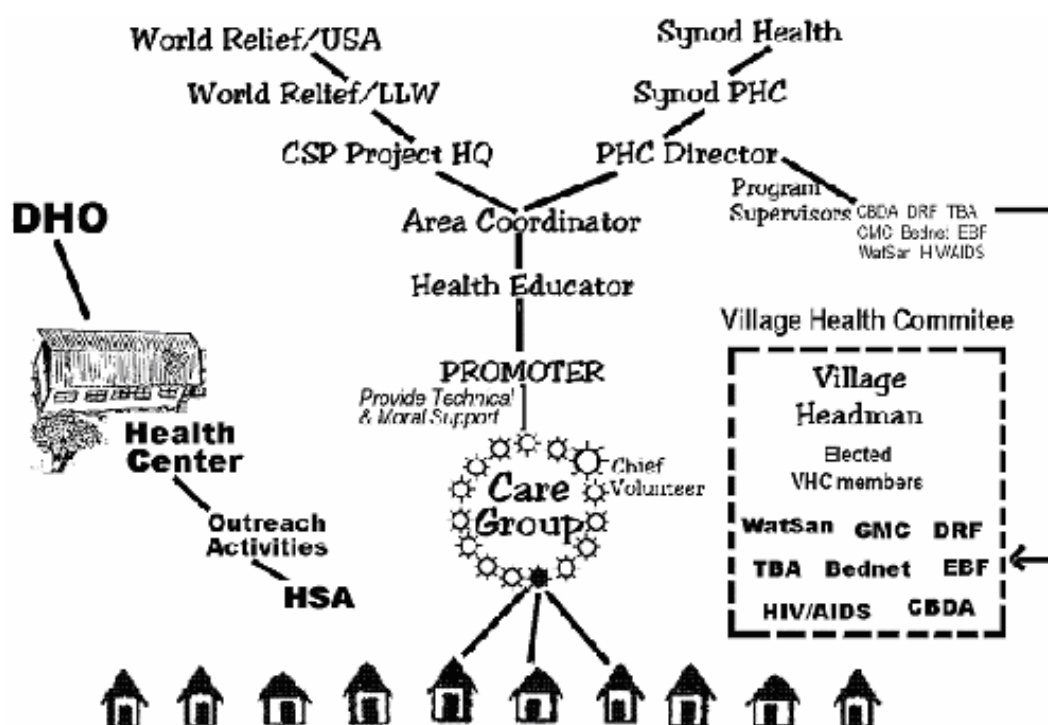 World Relief/USA
World Relief/LLW
CSP Project HQ
Synod Health
Synod PHC
PHC Director
Area Coordinator
Health Educator
PROMOTER
Provide Technical
& Moral Support
Care
Group
Chief
Volunteer
Program
Supervisors
CBDA DRF TBA
GMC Bednet EBF
WatSan HIV/AIDS
DHO
Health
Center
Outreach
Activities
HSA
Village Health Commitee
Village
Headman
Elected
VHC members
WatSan GMC DRF
TBA Bednet EBF
HIV/AIDS CBDA